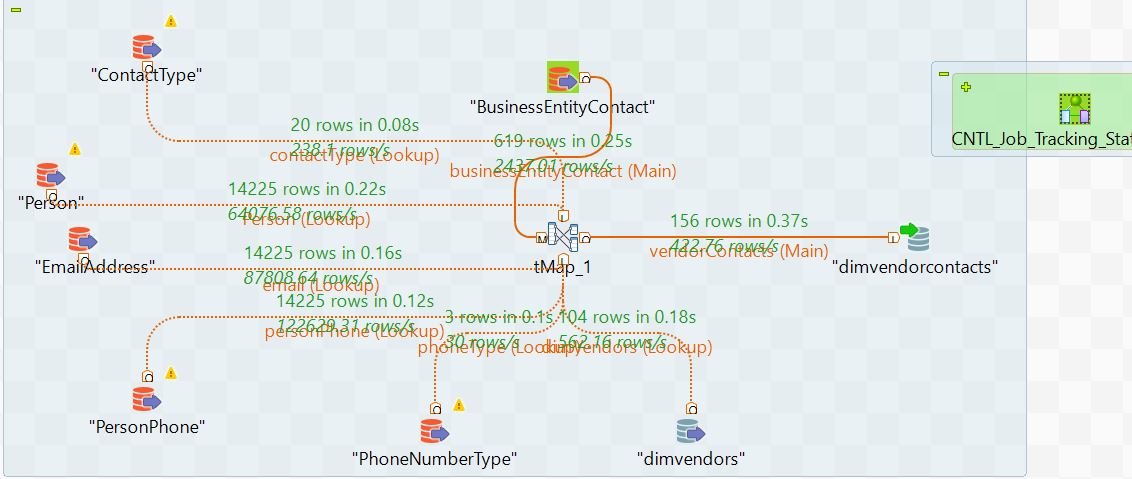 "ContactType"
"BusinessEntityContact"
CNTL_Job_Tracking_Stat
20 rows in 0.08s
238.1 rows/s
contactType (Lookup)
619 rows in 0.25s
2437.01 rows/s
businessEntityContact (Main)
"Person"
14225 rows in 0.22s
64076.58 rows/s
Person (Lookup)
156 rows in 0.37s
422.76 rows/s
vendorContacts (Main)
M
O
I
"EmailAddress"
tMap_1
"dimvendorcontacts"
14225 rows in 0.16s
87808.64 rows/s
email (Lookup)
14225 rows in 0.12s
122629.31 rows/s
personPhone (Lookup)
3 rows in 0.1s
30 rows/s
phoneType (Lookup)
104 rows in 0.18s
562.16 rows/s
(Lookup)
"PersonPhone"
"PhoneNumberType"
"dimvendors"